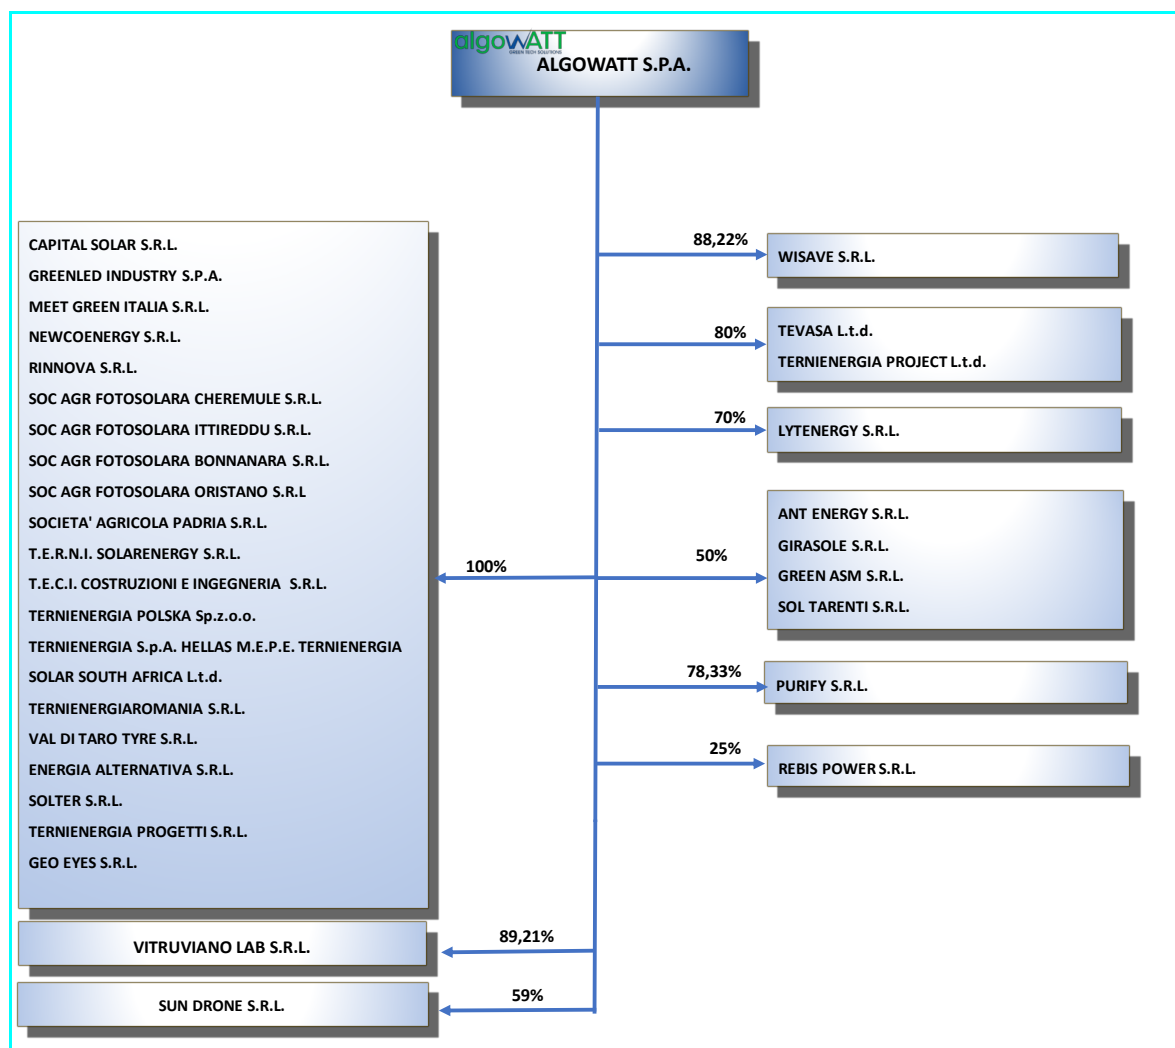 algoWATT
GREEN TECH SOLUTIONS
ALGOWATT S.P.A.
CAPITAL SOLAR S.R.L.
GREENLED INDUSTRY S.P.A.
MEET GREEN ITALIA S.R.L.
NEWCOENERGY S.R.L.
RINNOVA S.R.L.
SOC AGR FOTOSOLARA CHEREMULE S.R.L.
SOC AGR FOTOSOLARA ITTIREDDU S.R.L.
SOC AGR FOTOSOLARA BONNANARA S.R.L.
SOC AGR FOTOSOLARA ORISTANO S.R.L
SOCIETA' AGRICOLA PADRIA S.R.L.
T.E.R.N.I. SOLARENERGY S.R.L.
T.E.C.I. COSTRUZIONI E INGEGNERIA S.R.L.
TERNIENERGIA POLSKA Sp.z.o.o.
TERNIENERGIA S.p.A. HELLAS M.E.P.E. TERNIENERGIA
SOLAR SOUTH AFRICA L.t.d.
TERNIENERGIAROMANIA S.R.L.
VAL DI TARO TYRE S.R.L.
ENERGIA ALTERNATIVA S.R.L.
SOLTER S.R.L.
TERNIENERGIA PROGETTI S.R.L.
GEO EYES S.R.L.
100%
VITRUVIANO LAB S.R.L.
89,21%
SUN DRONE S.R.L.
59%
88,22%
WISAVE S.R.L.
80%
TEVASA L.t.d.
TERNIENERGIA PROJECT L.t.d.
70%
LYTENERGY S.R.L.
50%
ANT ENERGY S.R.L.
GIRASOLE S.R.L.
GREEN ASM S.R.L.
SOL TARENTI S.R.L.
78,33%
PURIFY S.R.L.
25%
REBIS POWER S.R.L.